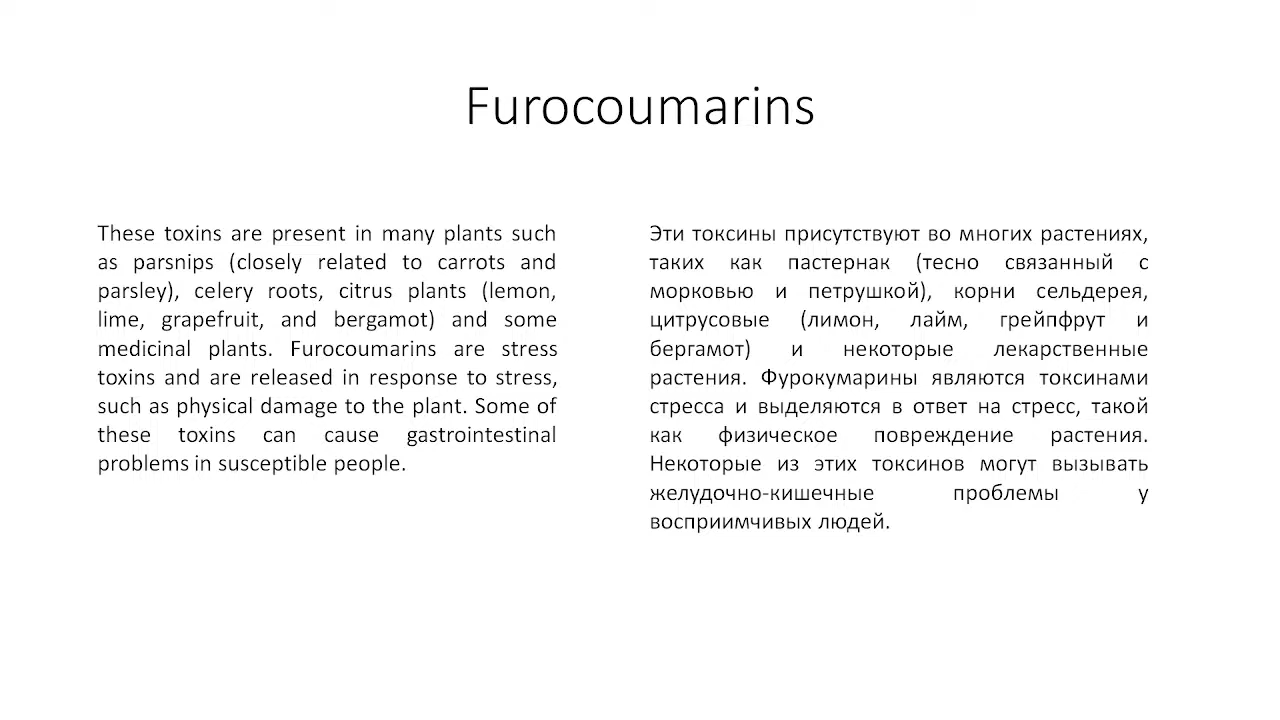 Furocoumarins
These toxins are present in many plants such
as parsnips (closely related to carrots and
parsley), celery roots, citrus plants (lemon,
lime, grapefruit, and bergamot) and some
medicinal plants. Furocoumarins are stress
toxins and are released in response to stress,
such as physical damage to the plant. Some of
these toxins can cause gastrointestinal
problems in susceptible people.
Эти токсины присутствуют во многих растениях,
таких как пастернак (тесно связанный с
морковью и петрушкой), корни сельдерея,
цитрусовые (лимон, лайм, грейпфрут и
бергамот) и некоторые лекарственные
растения. Фурокумарины являются токсинами
стресса и выделяются в ответ на стресс, такой
как физическое повреждение растения.
Некоторые из этих токсинов могут вызывать
желудочно-кишечные проблемы у
восприимчивых людей.